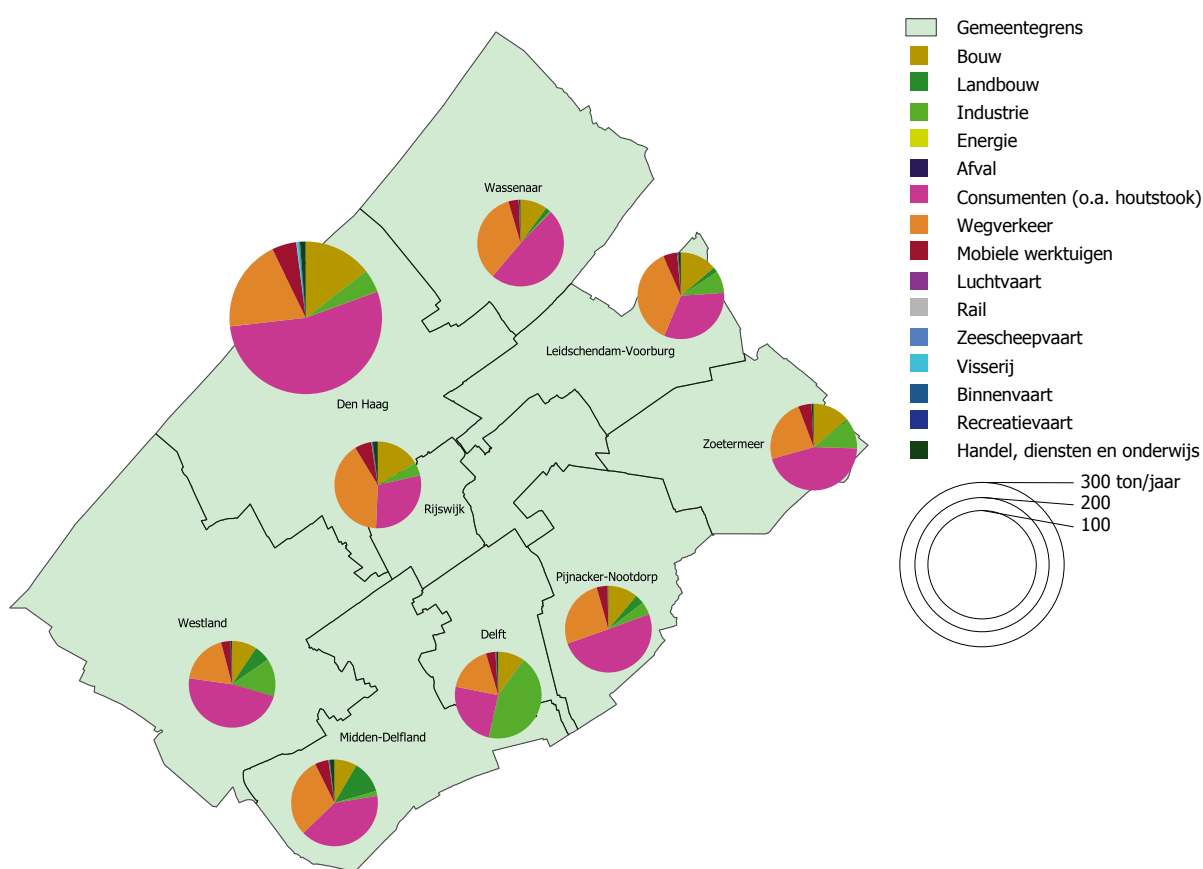 Gemeentegrens
Bouw
Landbouw
Industrie
Energie
Afval
Consumenten (o.a. houtstook)
Wegverkeer
Mobiele werktuigen
Luchtvaart
Rail
Zeescheepvaart
Visserij
Binnenvaart
Recreatievaart
Handel, diensten en onderwijs
300 ton/jaar
200
100
Wassenaar
Leidschendam-Voorburg
Den Haag
Zoetermeer
Rijswijk
Pijnacker-Nootdorp
Westland
Delft
Midden-Delfland